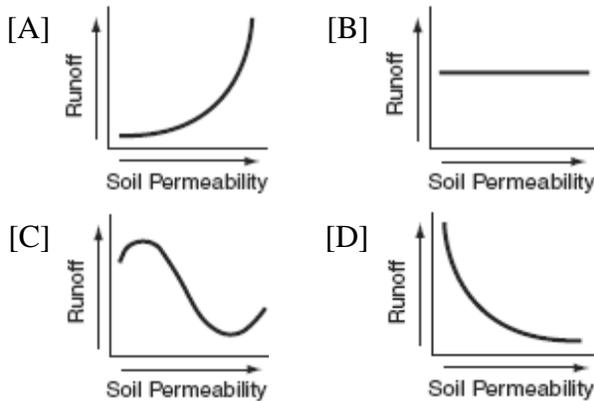 [A]
Runoff
Soil Permeability
[B]
Runoff
Soil Permeability
[C]
Runoff
Soil Permeability
[D]
Runoff
Soil Permeability